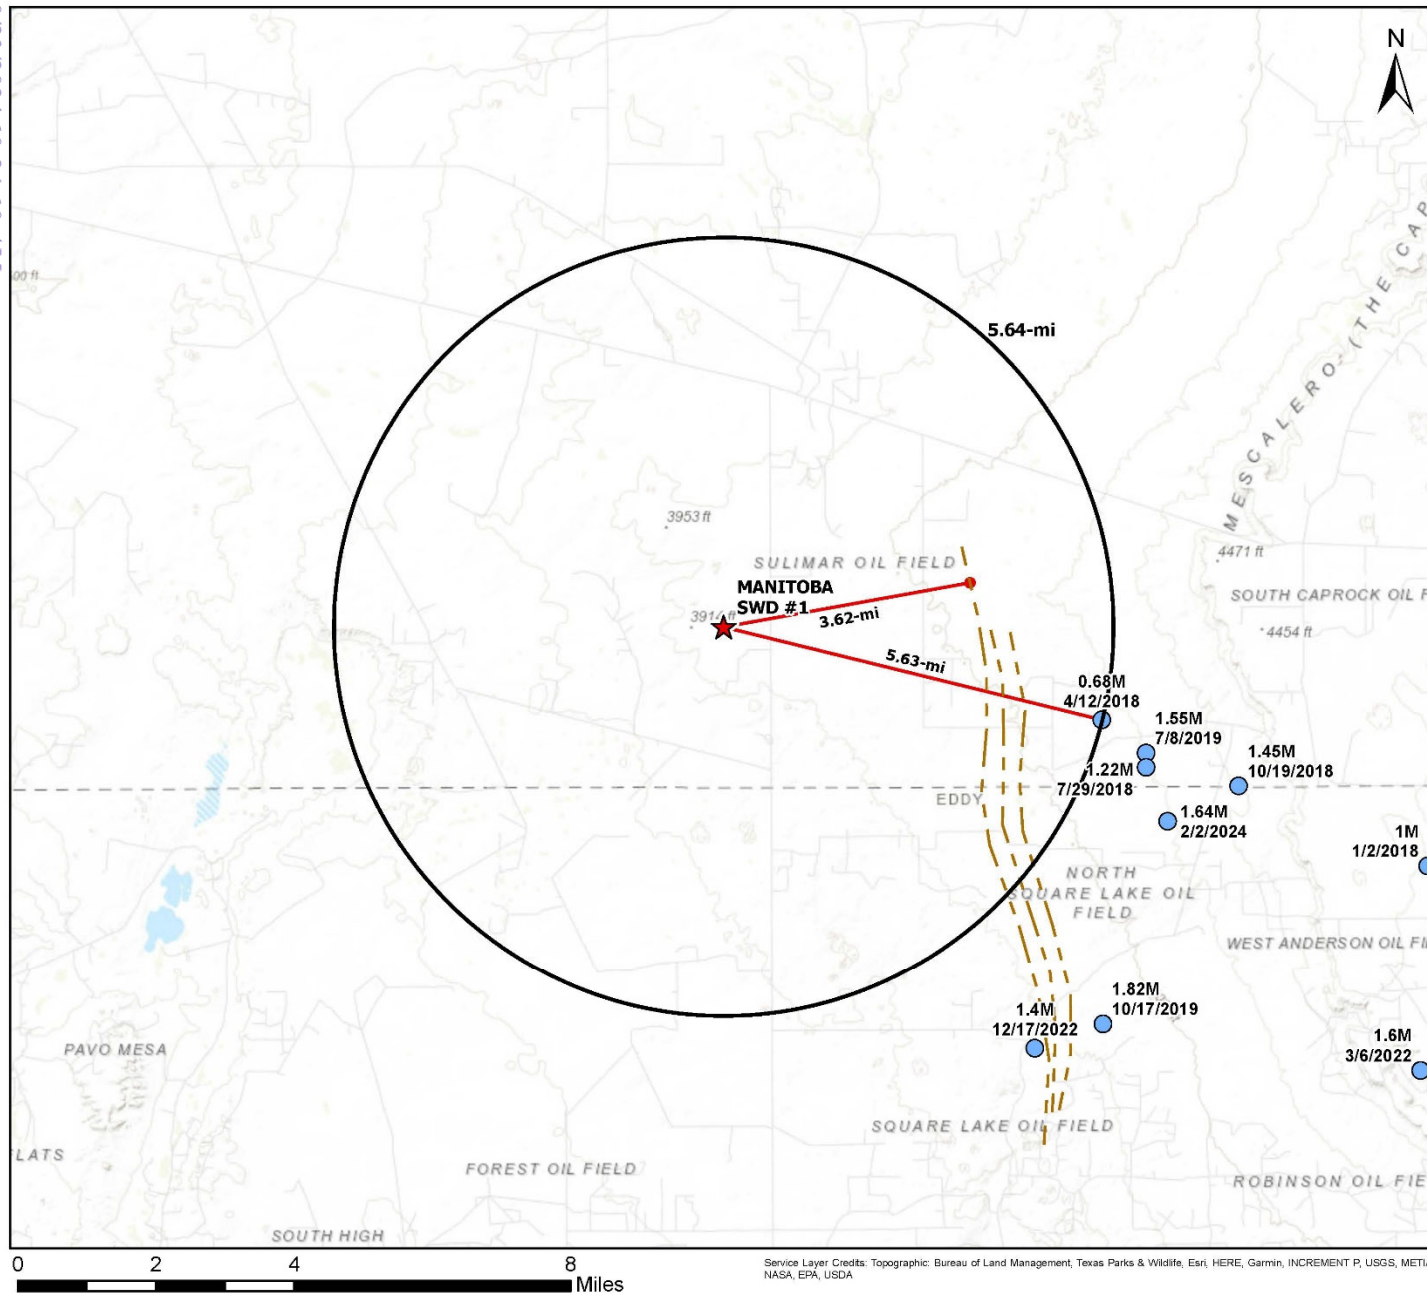 N
00 ft
5.64-mi
MESCALERO (THE CAP
3953 ft
SULIMAR OIL FIELD
4471 ft
MANITOBA
SWD #1
SOUTH CAPROCK OIL F
3914 ft
3.62-mi
4454 ft
5.63-mi
0.68M
4/12/2018
1.55M
7/8/2019
1.45M
10/19/2018
1.22M
7/29/2018
EDDY
1.64M
2/2/2024
1M
1/2/2018
NORTH
SQUARE LAKE OIL
FIELD
WEST ANDERSON OIL FI
1.82M
10/17/2019
1.4M
12/17/2022
1.6M
3/6/2022
PAVO MESA
SQUARE LAKE OIL FIELD
LATS
FOREST OIL FIELD
ROBINSON OIL FIE
SOUTH HIGH
0 2 4 8 Miles
Service Layer Credits: Topographic: Bureau of Land Management, Texas Parks & Wildlife, Esri, HERE, Garmin, INCREMENT P, USGS, METI/
NASA, EPA, USDA